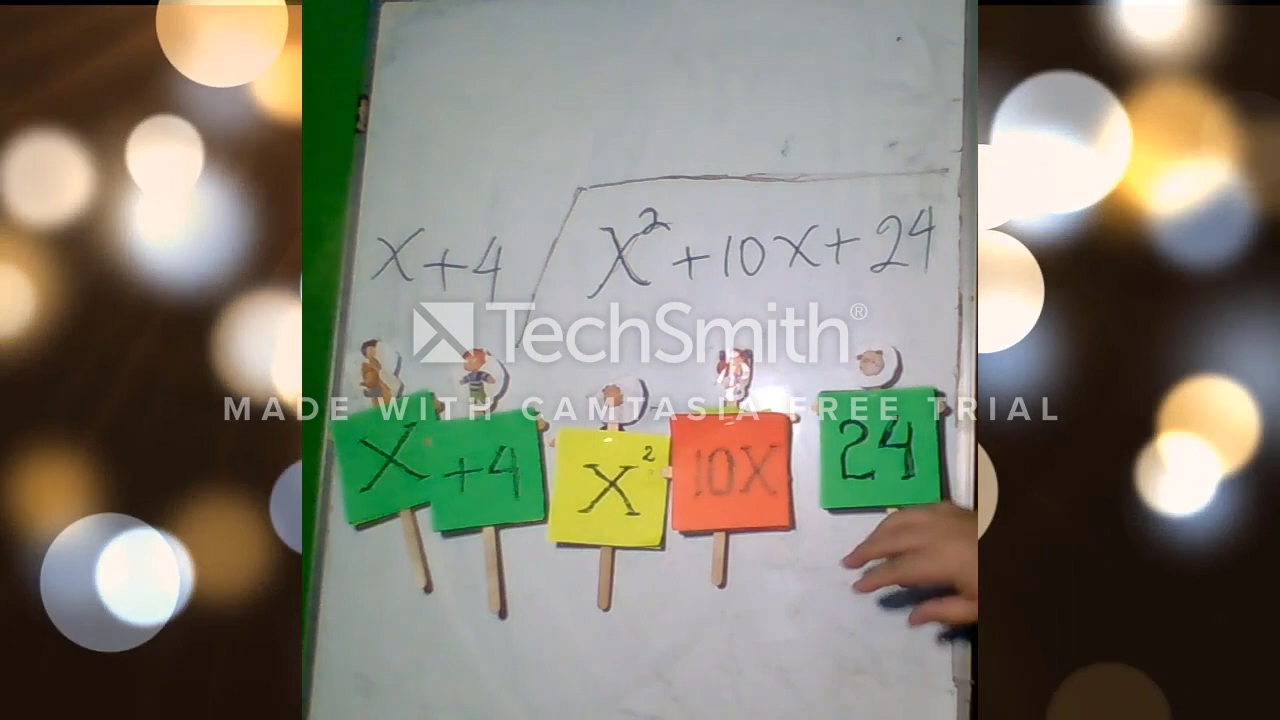 x+4 x²+10x+24
TechSmith®
MADE WITH CAMTASIA FREE TRIAL
X +4 X² 10X 24